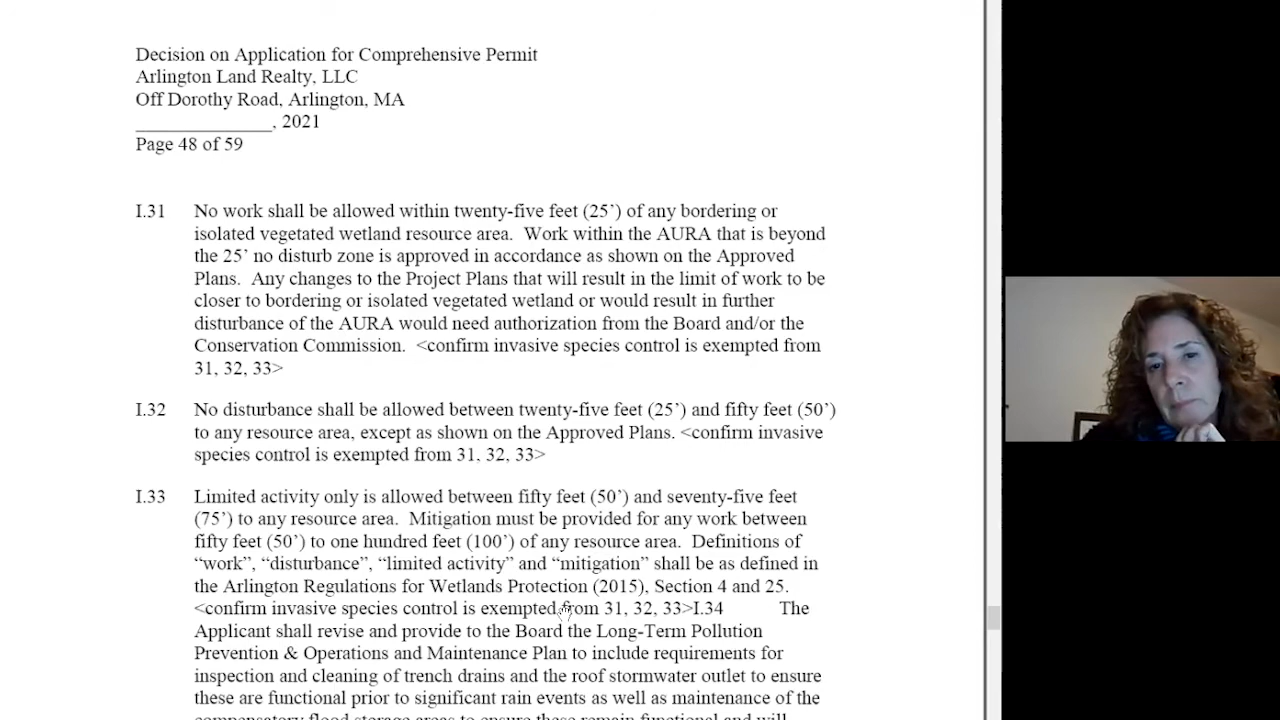 Decision on Application for Comprehensive Permit
Arlington Land Realty, LLC
Off Dorothy Road, Arlington, MA
_______________, 2021
Page 48 of 59
I.31 No work shall be allowed within twenty-five feet (25’) of any bordering or
isolated vegetated wetland resource area. Work within the AURA that is beyond
the 25’ no disturb zone is approved in accordance as shown on the Approved
Plans. Any changes to the Project Plans that will result in the limit of work to be
closer to bordering or isolated vegetated wetland or would result in further
disturbance of the AURA would need authorization from the Board and/or the
Conservation Commission. <confirm invasive species control is exempted from
31, 32, 33>
I.32 No disturbance shall be allowed between twenty-five feet (25’) and fifty feet (50’)
to any resource area, except as shown on the Approved Plans. <confirm invasive
species control is exempted from 31, 32, 33>
I.33 Limited activity only is allowed between fifty feet (50’) and seventy-five feet
(75’) to any resource area. Mitigation must be provided for any work between
fifty feet (50’) to one hundred feet (100’) of any resource area. Definitions of
“work”, “disturbance”, “limited activity” and “mitigation” shall be as defined in
the Arlington Regulations for Wetlands Protection (2015), Section 4 and 25.
<confirm invasive species control is exempted from 31, 32, 33>I.34 The
Applicant shall revise and provide to the Board the Long-Term Pollution
Prevention & Operations and Maintenance Plan to include requirements for
inspection and cleaning of trench drains and the roof stormwater outlet to ensure
these are functional prior to significant rain events as well as maintenance of the
compensatory flood storage areas to ensure these remain functional and will